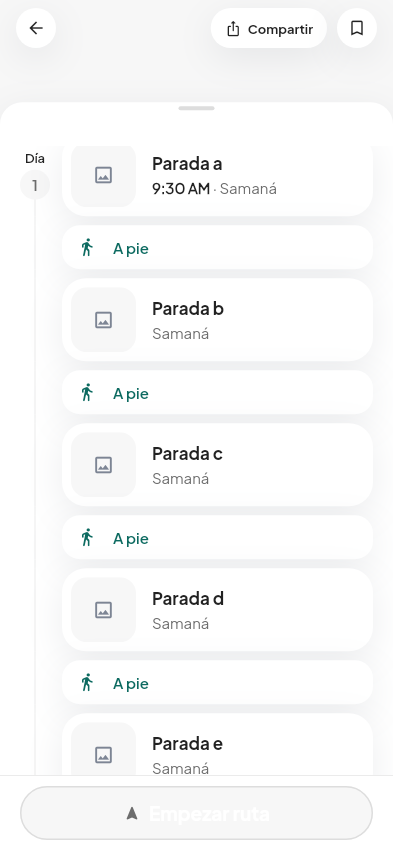 Compartir
Día
1
Parada a
9:30 AM · Samaná
A pie
Parada b
Samaná
A pie
Parada c
Samaná
A pie
Parada d
Samaná
A pie
Parada e
Samaná
Empezar ruta